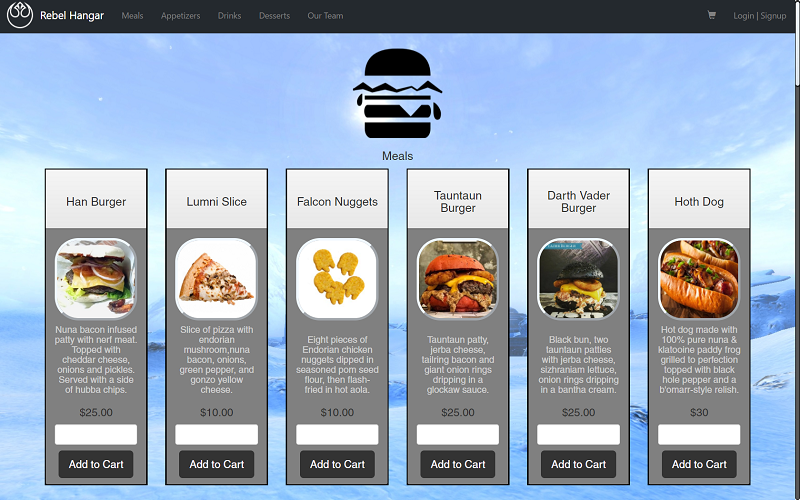 Rebel Hangar Meals Appetizers Drinks Desserts Our Team Login | Signup
Meals
Han Burger
Nuna bacon infused
patty with nerf meat.
Topped with
cheddar cheese,
onions and pickles.
Served with a side
of hubba chips.
$25.00
Add to Cart
Lumni Slice
Slice of pizza with
endorian
mushroom,nuna
bacon, onions,
green pepper, and
gonzo yellow
cheese.
$10.00
Add to Cart
Falcon Nuggets
Eight pieces of
Endorian chicken
nuggets dipped in
seasoned pom seed
flour, then flash-
fried in hot aola.
$10.00
Add to Cart
Tauntaun
Burger
Tauntaun patty,
jerba cheese,
tailring bacon and
giant onion rings
dripping in a
glockaw sauce.
$25.00
Add to Cart
Darth Vader
Burger
Black bun, two
tauntaun patties
with jerba cheese,
sizhraniam lettuce,
onion rings dripping
in a bantha cream.
$25.00
Add to Cart
Hoth Dog
Hot dog made with
100% pure nuna &
klatooine paddy frog
grilled to perfection
topped with black
hole pepper and a
b'omarr-style relish.
$30
Add to Cart